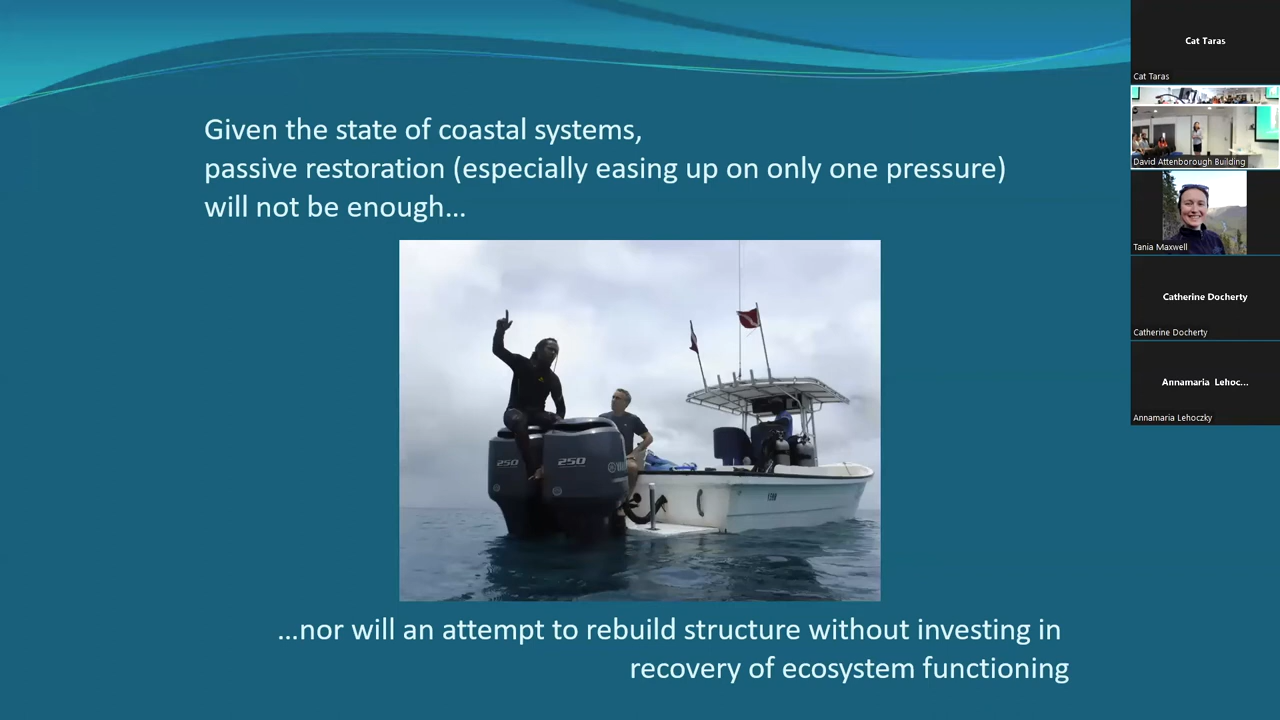 Given the state of coastal systems,
passive restoration (especially easing up on only one pressure)
will not be enough…
250
250
…nor will an attempt to rebuild structure without investing in
recovery of ecosystem functioning
Cat Taras
Cat Taras
David Attenborough Building
Tania Maxwell
Catherine Docherty
Catherine Docherty
Annamaria Lehoc...
Annamaria Lehoczky